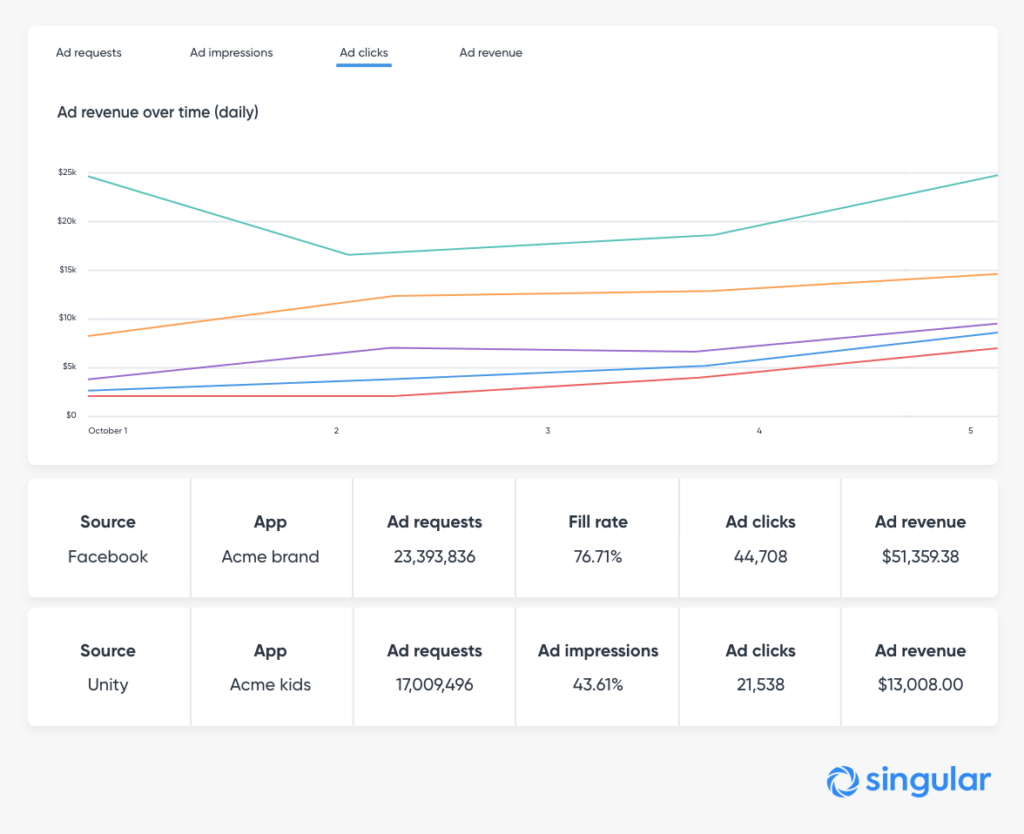 Ad requests Ad impressions Ad clicks Ad revenue
Ad revenue over time (daily)
$25k
$20k
$15k
$10k
$5k
$0
October 1 2 3 4 5
Source App Ad requests Fill rate Ad clicks Ad revenue
Facebook Acme brand 23,393,836 76.71% 44,708 $51,359.38
Source App Ad requests Ad impressions Ad clicks Ad revenue
Unity Acme kids 17,009,496 43.61% 21,538 $13,008.00
singular